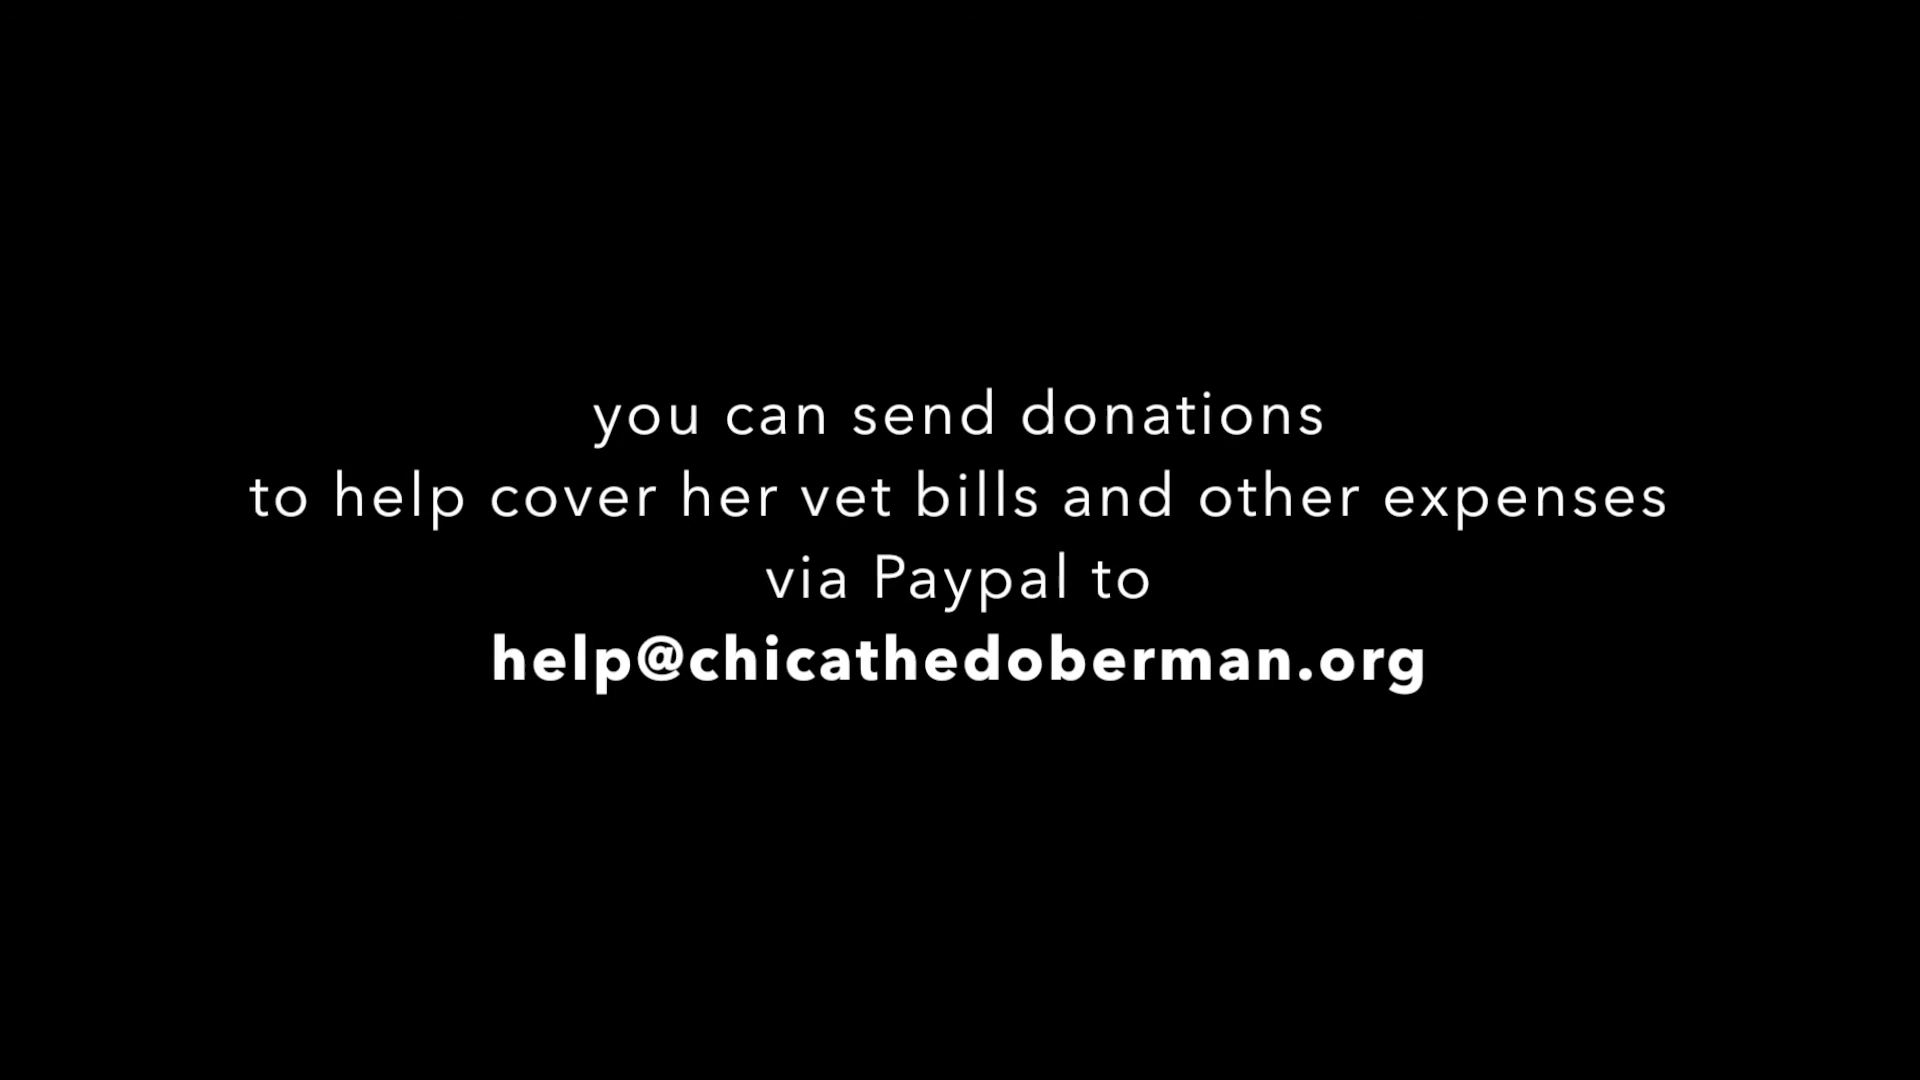 you can send donations
to help cover her vet bills and other expenses
via Paypal to
help@chicathedoberman.org